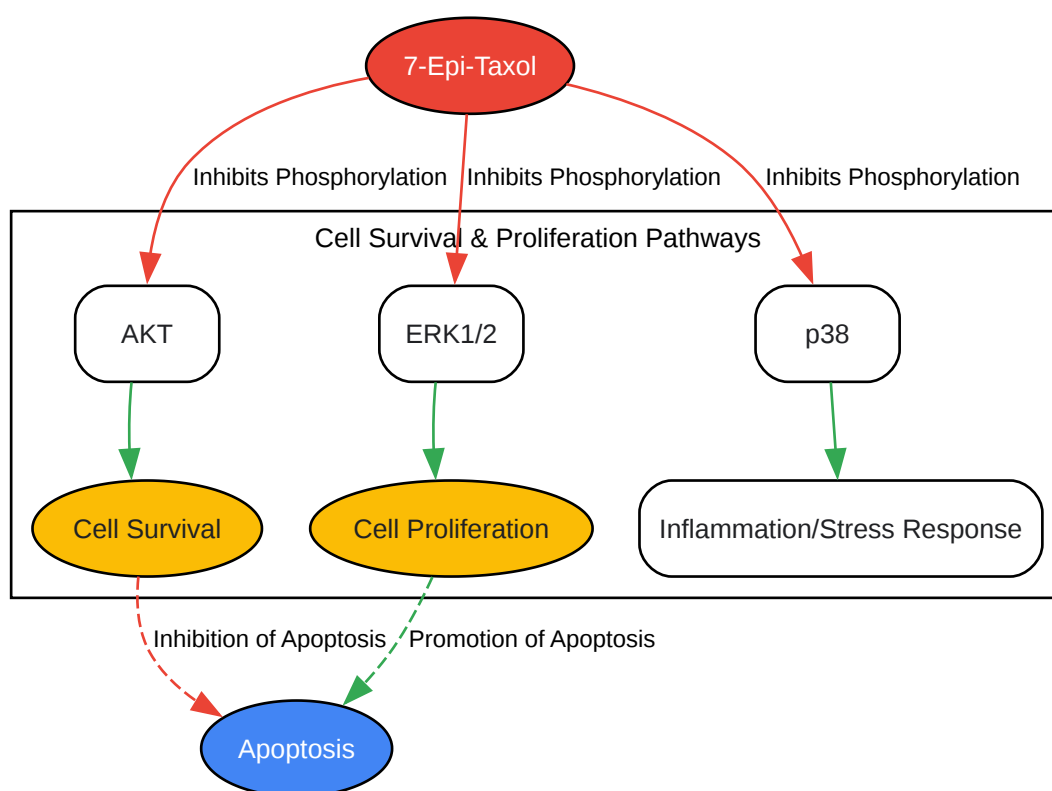 7-Epi-Taxol
Inhibits Phosphorylation
Inhibits Phosphorylation
Inhibits Phosphorylation
Cell Survival & Proliferation Pathways
AKT
ERK1/2
p38
Cell Survival
Cell Proliferation
Inflammation/Stress Response
Inhibition of Apoptosis
Promotion of Apoptosis
Apoptosis